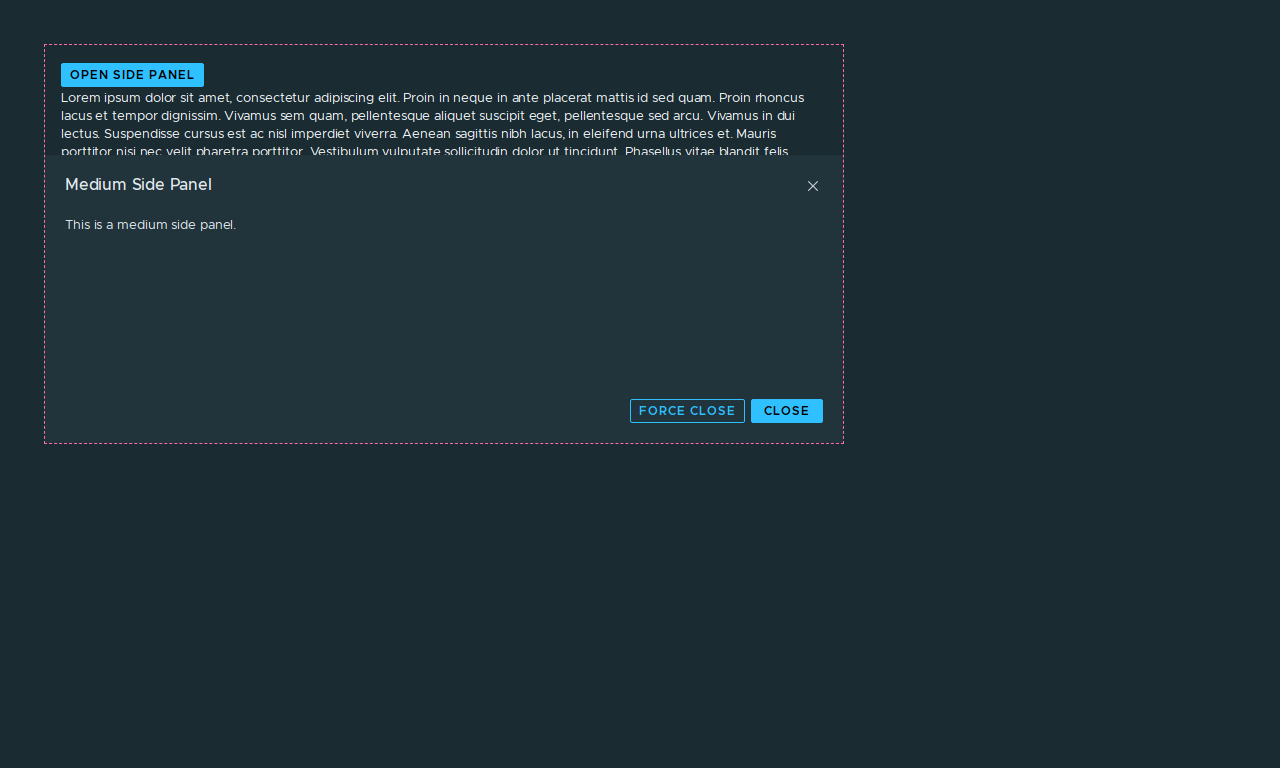 OPEN SIDE PANEL
Lorem ipsum dolor sit amet, consectetur adipiscing elit. Proin in neque in ante placerat mattis id sed quam. Proin rhoncus
lacus et tempor dignissim. Vivamus sem quam, pellentesque aliquet suscipit eget, pellentesque sed arcu. Vivamus in dui
lectus. Suspendisse cursus est ac nisl imperdiet viverra. Aenean sagittis nibh lacus, in eleifend urna ultrices et. Mauris
porttitor nisi nec velit pharetra porttitor. Vestibulum vulputate sollicitudin dolor ut tincidunt. Phasellus vitae blandit felis
Medium Side Panel
This is a medium side panel.
FORCE CLOSE CLOSE